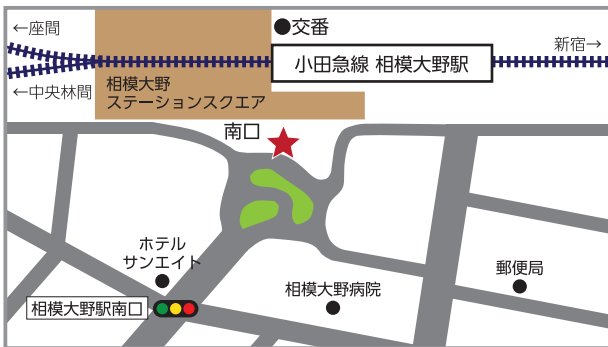 ←座間
交番
新宿→
小田急線 相模大野駅
←中央林間
相模大野
ステーションスクエア
南口
ホテル
サンエイト
相模大野駅南口
相模大野病院
郵便局